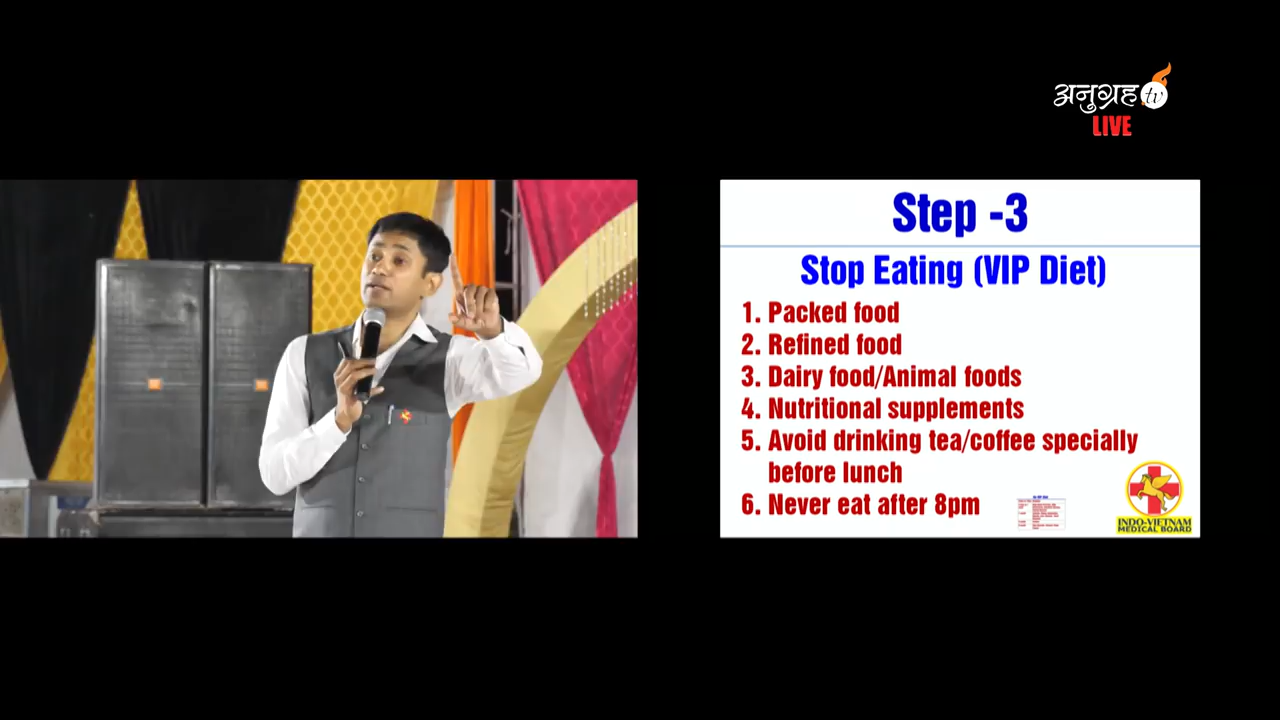 अनुग्रह tv
LIVE
Step -3
Stop Eating (VIP Diet)
1. Packed food
2. Refined food
3. Dairy food/Animal foods
4. Nutritional supplements
5. Avoid drinking tea/coffee specially
before lunch
6. Never eat after 8pm
INDO-VIETNAM
MEDICAL BOARD